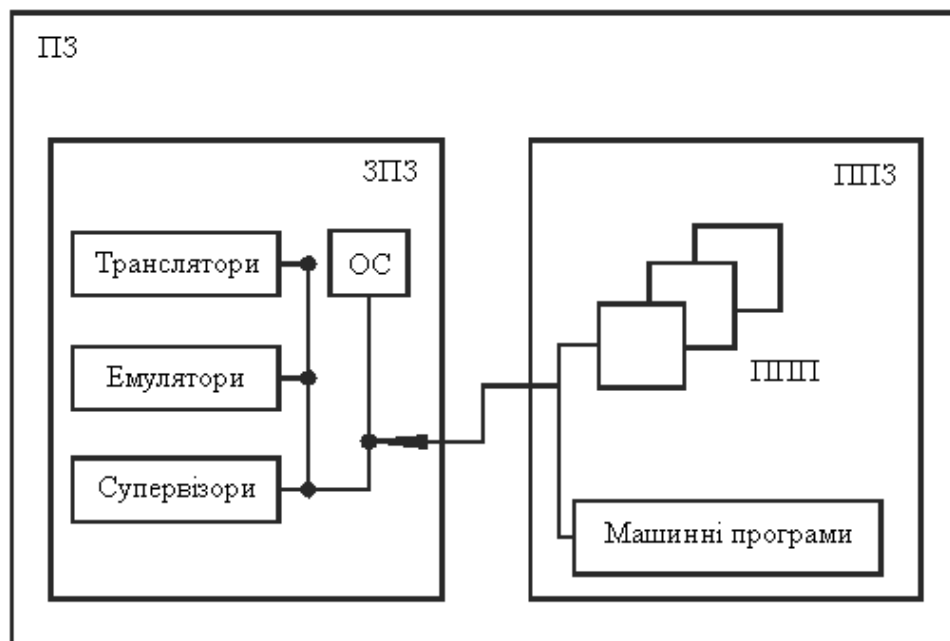 ПЗ
ЗПЗ
Транслятори
ОС
Емулятори
Супервізори
ППЗ
ППП
Машинні програми